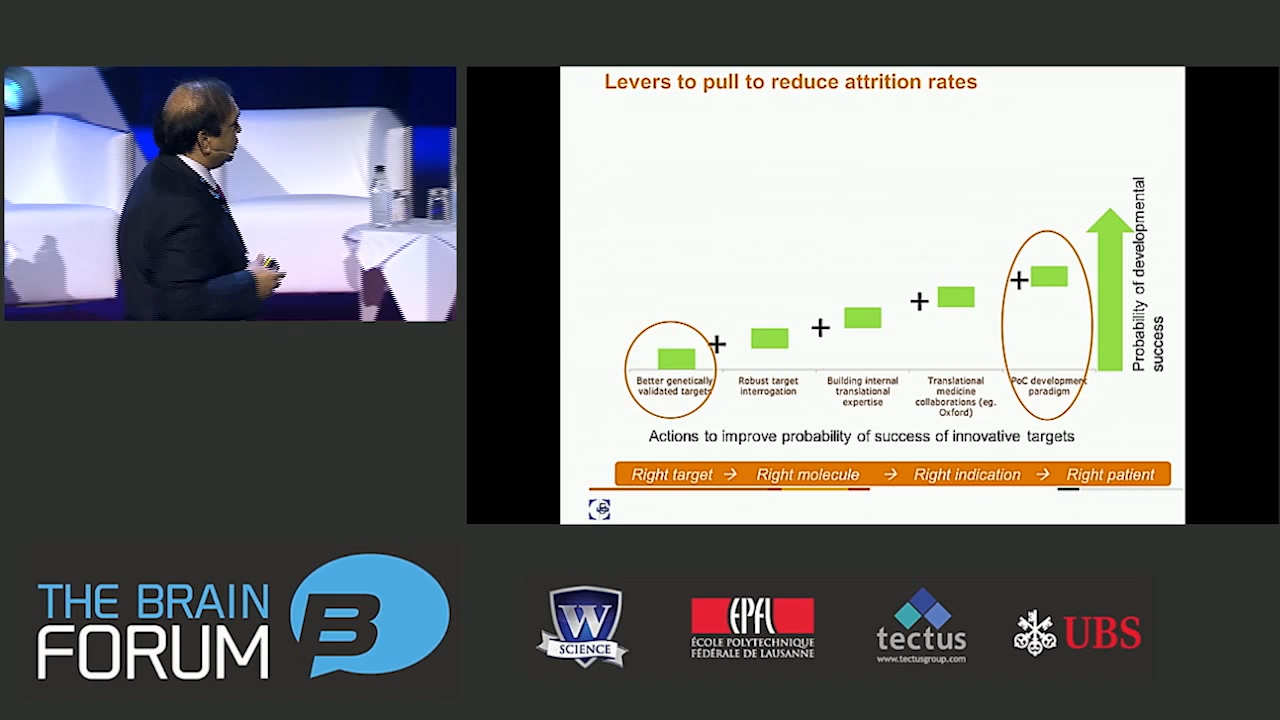 Levers to pull to reduce attrition rates
+
+
+
+
Probability of developmental
success
Better genetically
validated targets
Robust target
interrogation
Building internal
translational
expertise
Translational
medicine
collaborations (eg.
Oxford)
PoC development
paradigm
Actions to improve probability of success of innovative targets
Right target → Right molecule → Right indication → Right patient
THE BRAIN
FORUM
B
W
SCIENCE
EPFL
ÉCOLE POLYTECHNIQUE
FÉDÉRALE DE LAUSANNE
tectus
www.tectusgroup.com
UBS